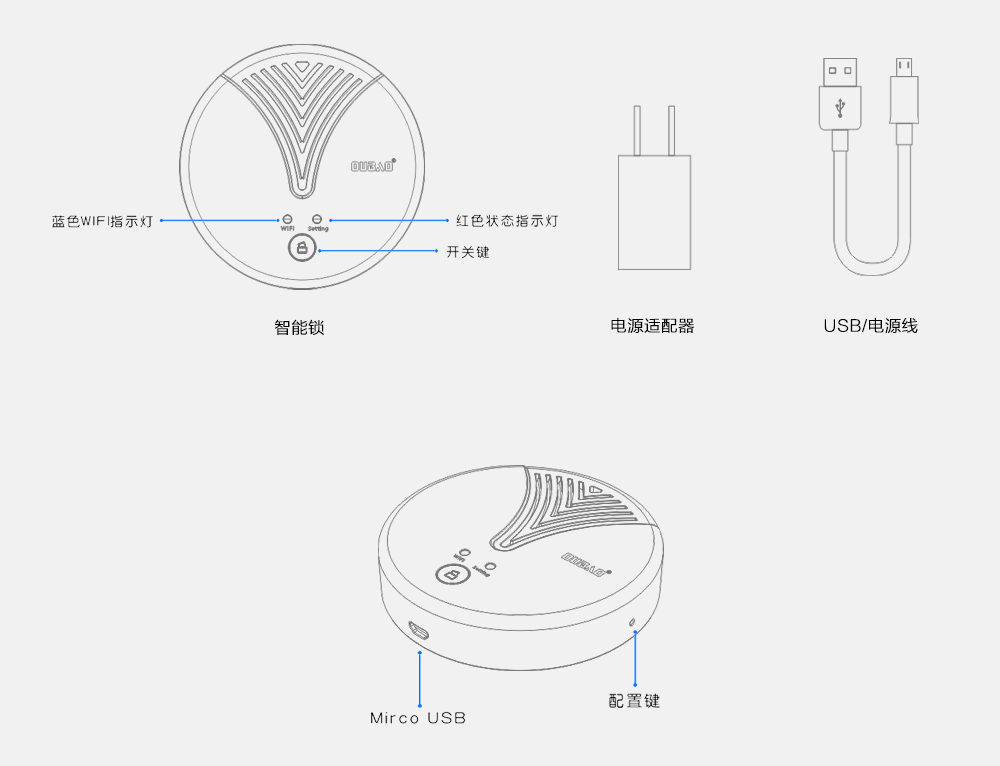 OUBAO®
蓝色WIFI指示灯
WiFi Setting
红色状态指示灯
开关键
智能锁
电源适配器
USB/电源线
WiFi
Setting
OUBAO
配置键
Mirco USB